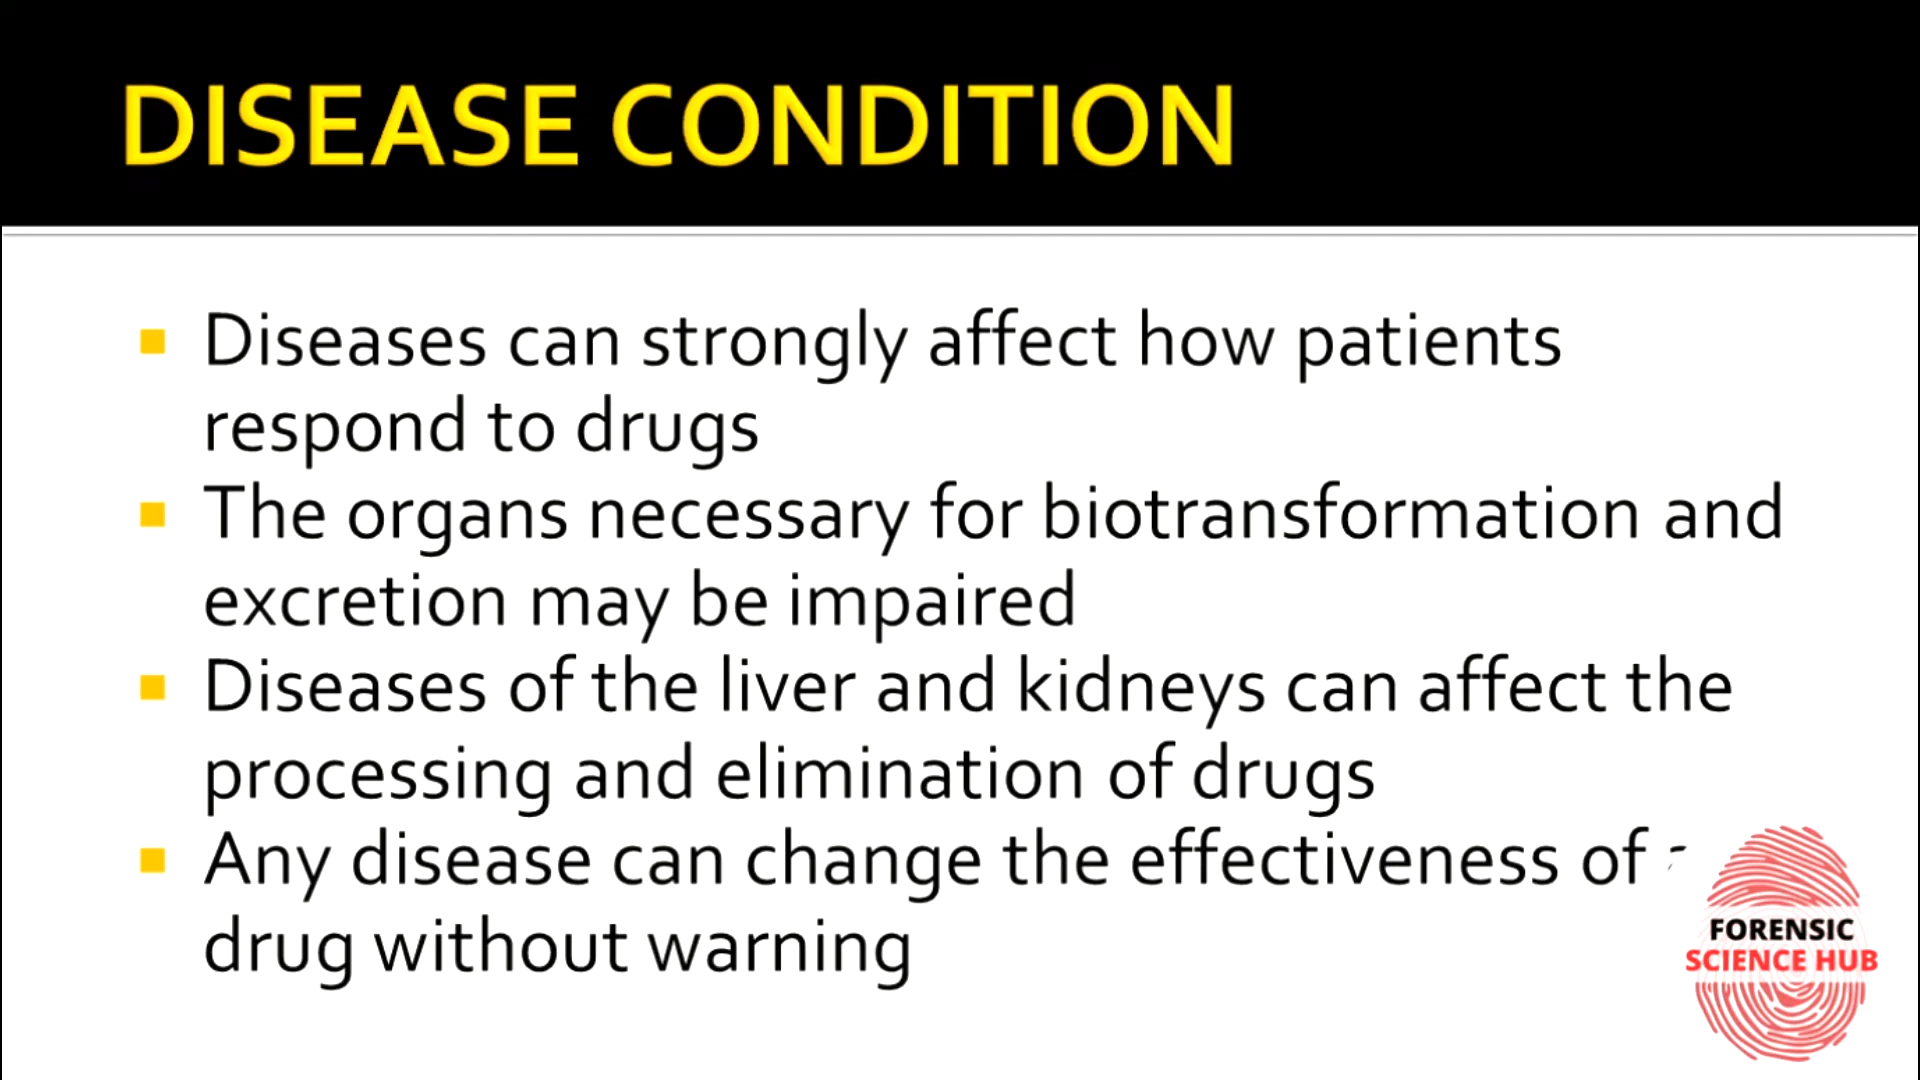 DISEASE CONDITION
Diseases can strongly affect how patients
respond to drugs
The organs necessary for biotransformation and
excretion may be impaired
Diseases of the liver and kidneys can affect the
processing and elimination of drugs
Any disease can change the effectiveness of
drug without warning
FORENSIC
SCIENCE HUB